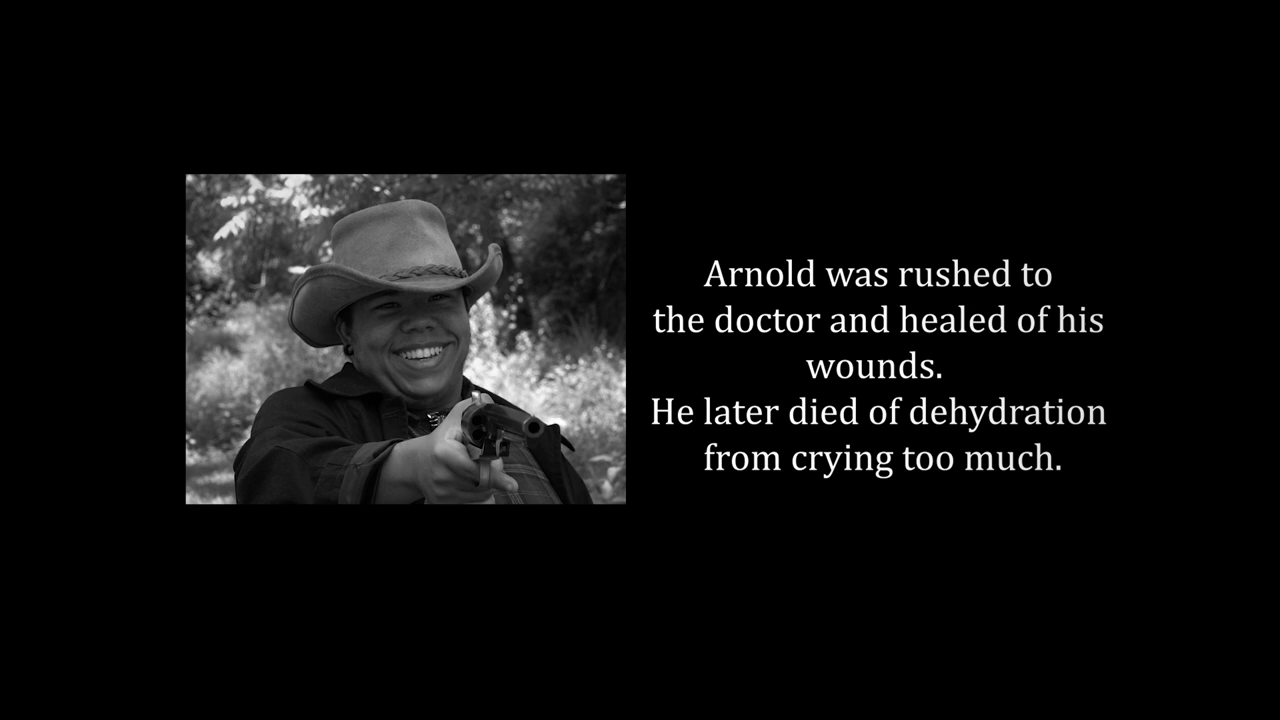 Arnold was rushed to
the doctor and healed of his
wounds.
He later died of dehydration
from crying too much.